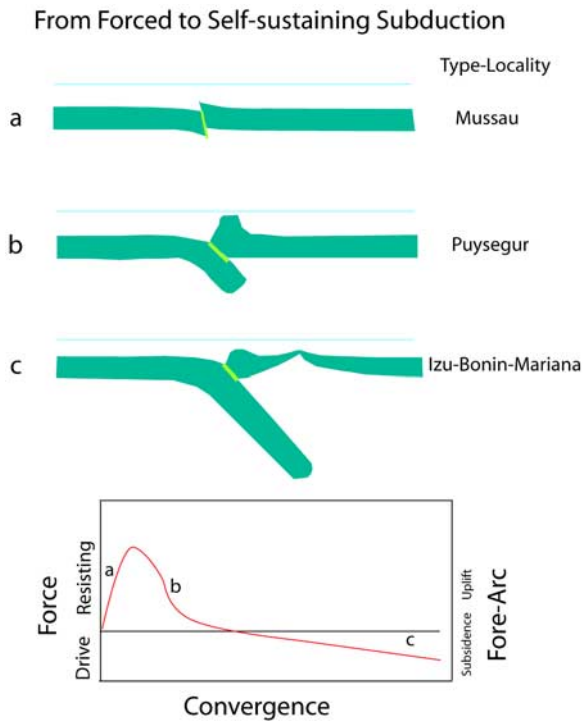 From Forced to Self-sustaining Subduction
Type-Locality
a
Mussau
b
Puysegur
c
Izu-Bonin-Mariana
Force
Resisting
Drive
a
b
c
Uplift
Subsidence
Fore-Arc
Convergence